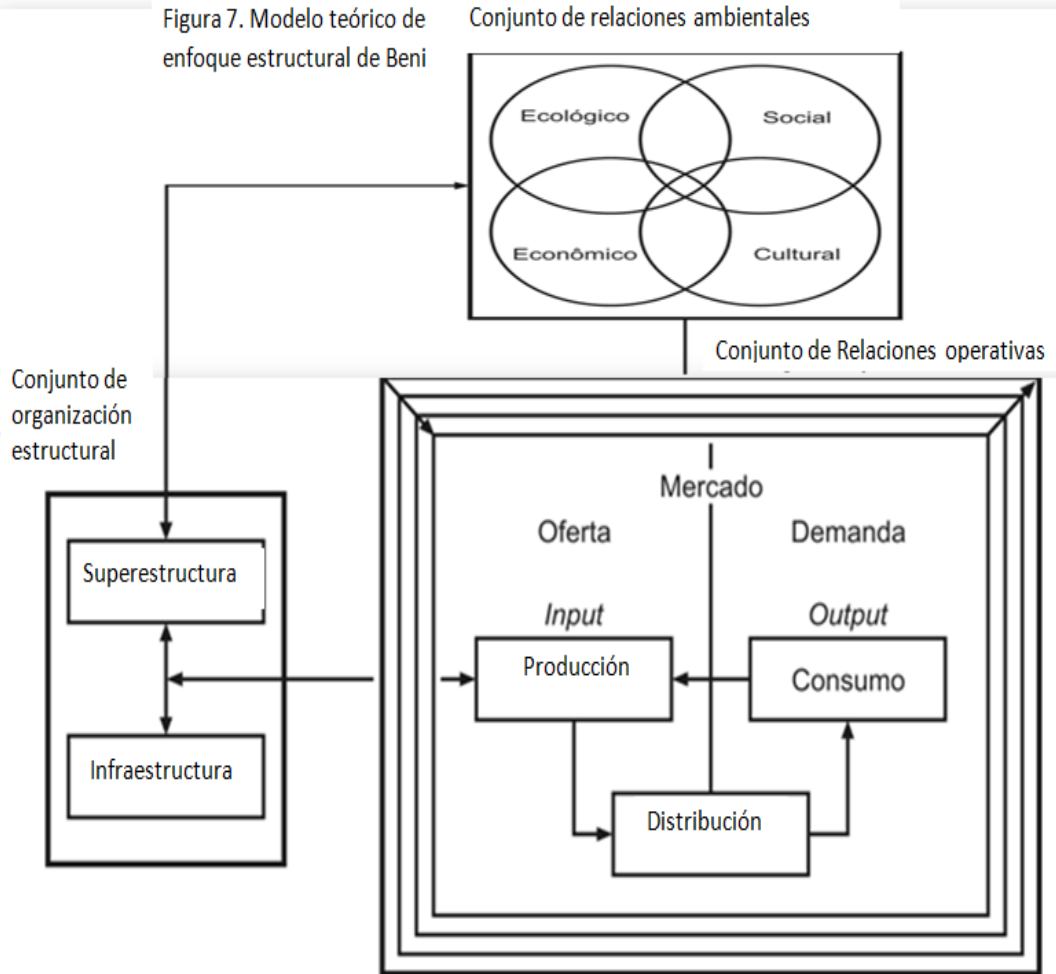 Figura 7. Modelo teórico de
enfoque estructural de Beni
Conjunto de relaciones ambientales
Ecológico
Social
Econômico
Cultural
Conjunto de Relaciones operativas
Conjunto de
organización
estructural
Mercado
Oferta
Demanda
Superestructura
Input
Output
Producción
Consumo
Infraestructura
Distribución